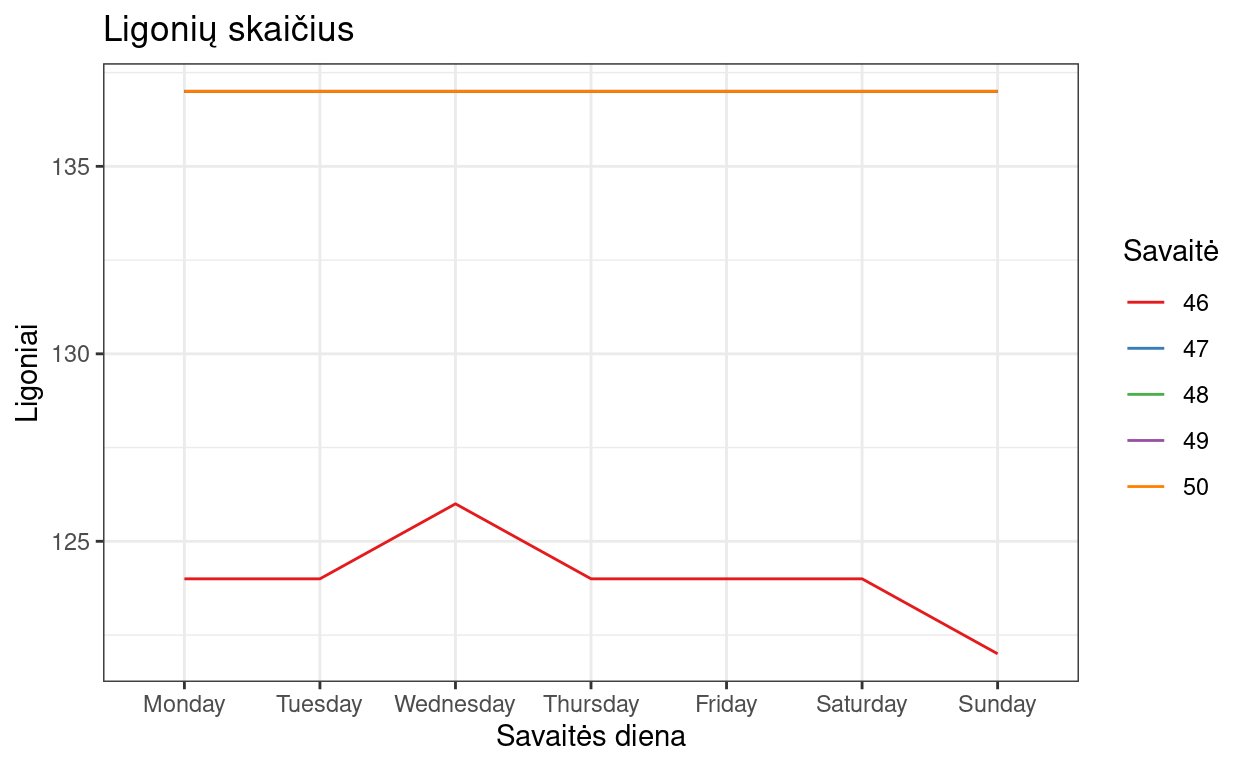 Ligonių skaičius
Ligoniai
135
130
125
Monday Tuesday Wednesday Thursday Friday Saturday Sunday
Savaitės diena
Savaitė
46
47
48
49
50